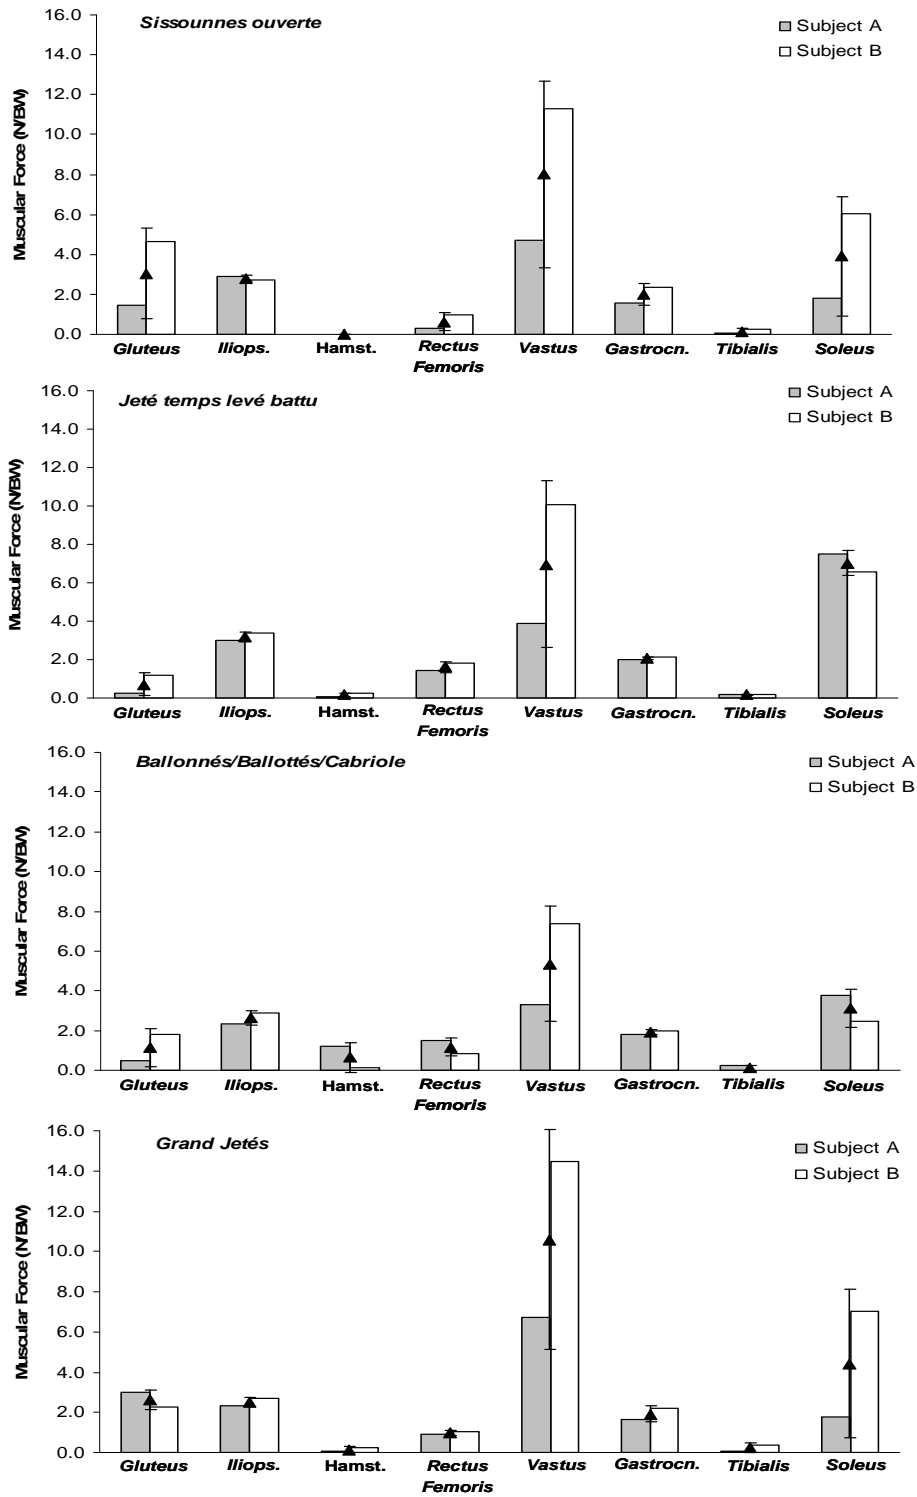 Sissounnes ouverte
Subject A
Subject B
Muscular Force (N/BW)
16.0
14.0
12.0
10.0
8.0
6.0
4.0
2.0
0.0
Gluteus Iliops. Hamst. Rectus Femoris Vastus Gastrocn. Tibialis Soleus
Jeté temps levé battu
Subject A
Subject B
Muscular Force (N/BW)
16.0
14.0
12.0
10.0
8.0
6.0
4.0
2.0
0.0
Gluteus Iliops. Hamst. Rectus Femoris Vastus Gastrocn. Tibialis Soleus
Ballonnés/Ballottés/Cabriole
Subject A
Subject B
Muscular Force (N/BW)
16.0
14.0
12.0
10.0
8.0
6.0
4.0
2.0
0.0
Gluteus Iliops. Hamst. Rectus Femoris Vastus Gastrocn. Tibialis Soleus
Grand Jetés
Subject A
Subject B
Muscular Force (N/BW)
16.0
14.0
12.0
10.0
8.0
6.0
4.0
2.0
0.0
Gluteus Iliops. Hamst. Rectus Femoris Vastus Gastrocn. Tibialis Soleus